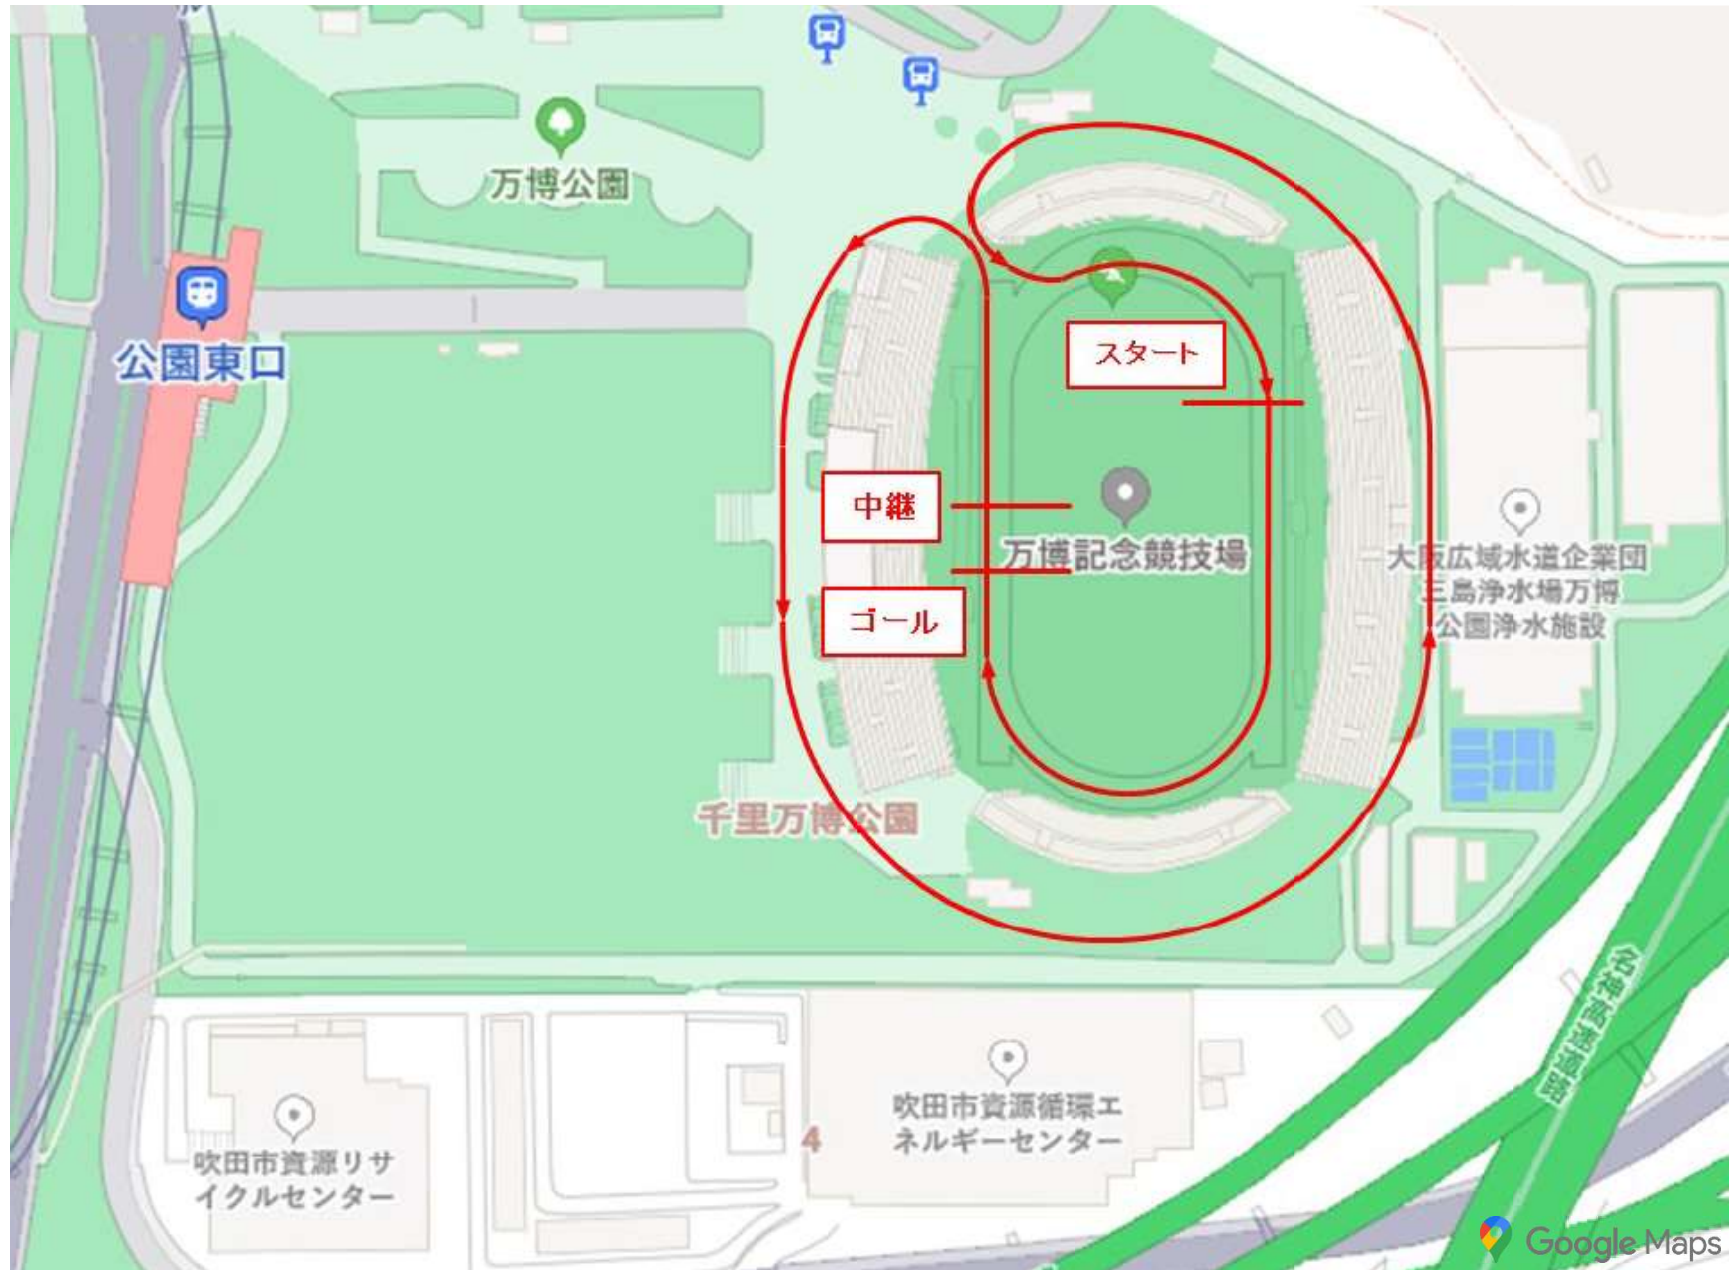 万博公園
公園東口
スタート
中継
万博記念競技場
大阪広域水道企業団
三島浄水場万博
公園浄水施設
ゴール
千里万博公園
名神高速道路
吹田市資源循環エ
ネルギーセンター
4
吹田市資源リサ
イクルセンター
Google Maps